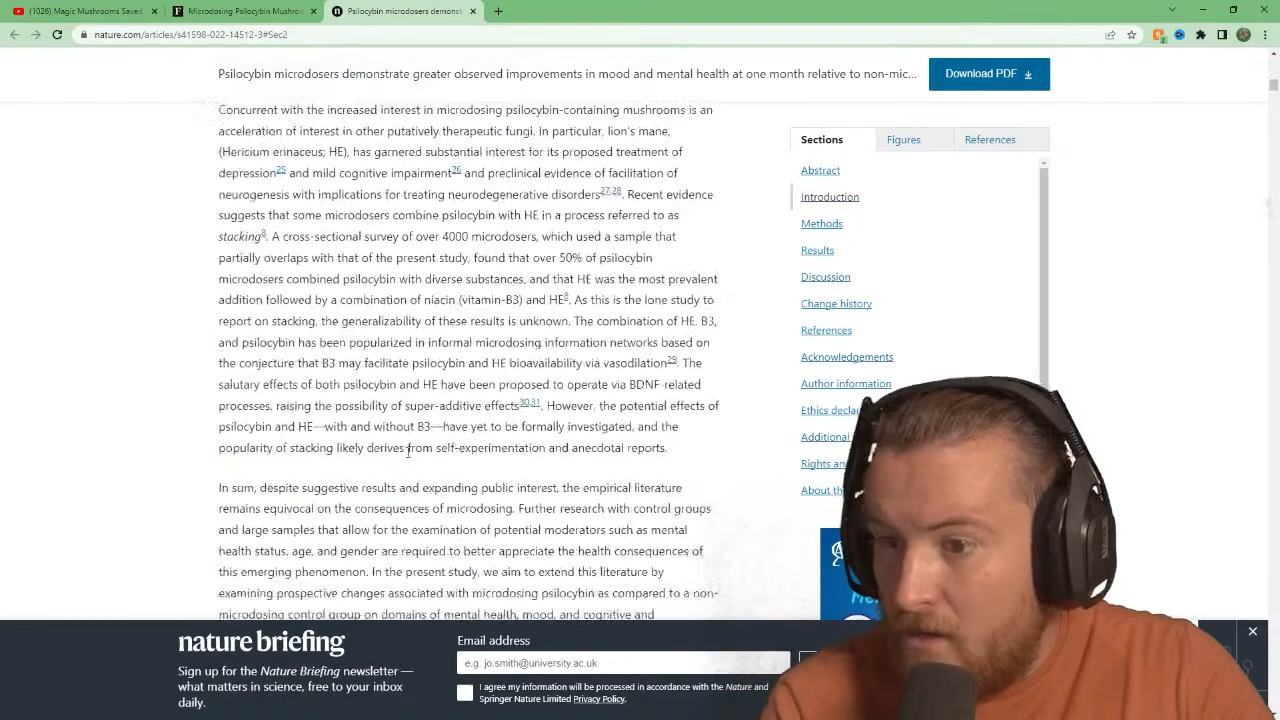 (1026) Magic Mushrooms Saved
Microdosing Psilocybin Mushroo
Psilocybin microdosers demonst
nature.com/articles/s41598-022-14512-3#Sec2
Psilocybin microdosers demonstrate greater observed improvements in mood and mental health at one month relative to non-mic...
Download PDF
Concurrent with the increased interest in microdosing psilocybin-containing mushrooms is an
acceleration of interest in other putatively therapeutic fungi. In particular, lion's mane,
(Hericium erinaceus; HE), has garnered substantial interest for its proposed treatment of
depression25 and mild cognitive impairment26 and preclinical evidence of facilitation of
neurogenesis with implications for treating neurodegenerative disorders27,28. Recent evidence
suggests that some microdosers combine psilocybin with HE in a process referred to as
stacking8. A cross-sectional survey of over 4000 microdosers, which used a sample that
partially overlaps with that of the present study, found that over 50% of psilocybin
microdosers combined psilocybin with diverse substances, and that HE was the most prevalent
addition followed by a combination of niacin (vitamin-B3) and HE8. As this is the lone study to
report on stacking, the generalizability of these results is unknown. The combination of HE. B3,
and psilocybin has been popularized in informal microdosing information networks based on
the conjecture that B3 may facilitate psilocybin and HE bioavailability via vasodilation29. The
salutary effects of both psilocybin and HE have been proposed to operate via BDNF-related
processes, raising the possibility of super-additive effects30,31. However, the potential effects of
psilocybin and HE—with and without B3—have yet to be formally investigated, and the
popularity of stacking likely derives from self-experimentation and anecdotal reports.
In sum, despite suggestive results and expanding public interest, the empirical literature
remains equivocal on the consequences of microdosing. Further research with control groups
and large samples that allow for the examination of potential moderators such as mental
health status, age, and gender are required to better appreciate the health consequences of
this emerging phenomenon. In the present study, we aim to extend this literature by
examining prospective changes associated with microdosing psilocybin as compared to a non-
microdosing control group on domains of mental health, mood, and cognitive and
Sections
Figures
References
Abstract
Introduction
Methods
Results
Discussion
Change history
References
Acknowledgements
Author information
Ethics decla
Additional
Rights an
About th
nature briefing
Sign up for the Nature Briefing newsletter —
what matters in science, free to your inbox
daily.
Email address
e.g. jo.smith@university.ac.uk
I agree my information will be processed in accordance with the Nature and
Springer Nature Limited Privacy Policy.